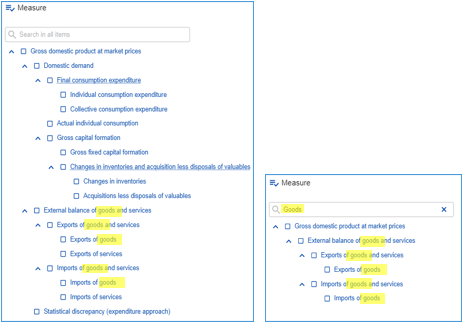 Measure
Search in all items
Gross domestic product at market prices
Domestic demand
Final consumption expenditure
Individual consumption expenditure
Collective consumption expenditure
Actual individual consumption
Gross capital formation
Gross fixed capital formation
Changes in inventories and acquisition less disposals of valuables
Changes in inventories
Acquisitions less disposals of valuables
External balance of goods and services
Exports of goods and services
Exports of goods
Exports of services
Imports of goods and services
Imports of goods
Imports of services
Statistical discrepancy (expenditure approach)
Measure
Goods
Gross domestic product at market prices
External balance of goods and services
Exports of goods and services
Exports of goods
Imports of goods and services
Imports of goods